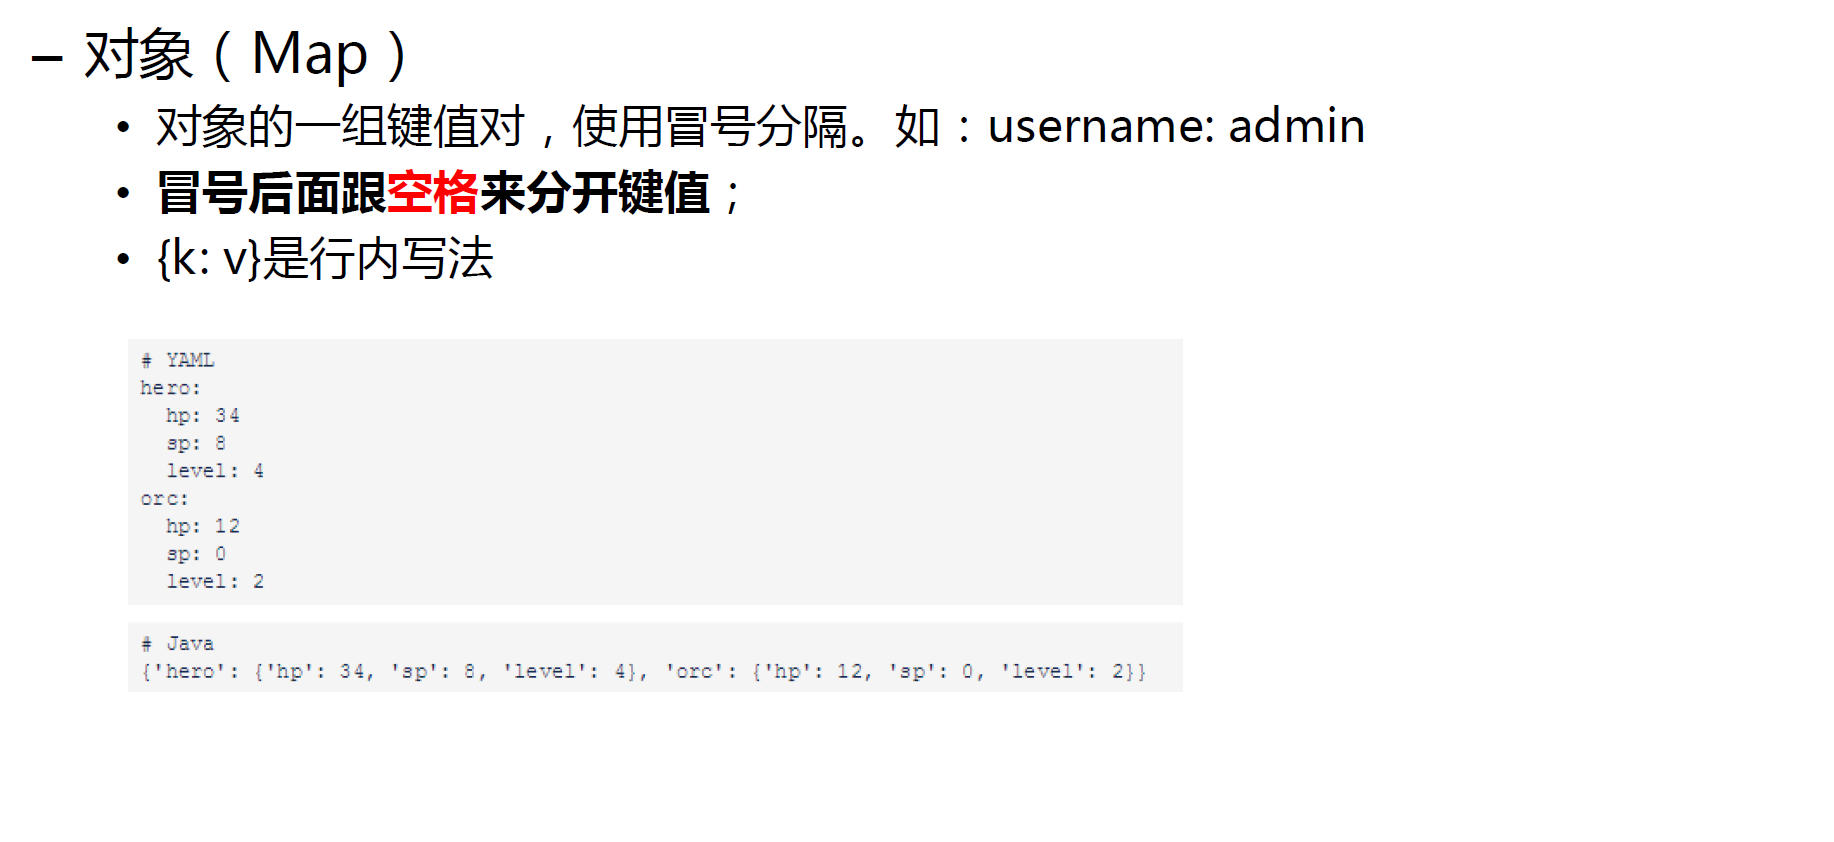 – 对象（Map）
• 对象的一组键值对，使用冒号分隔。如：username: admin
• 冒号后面跟空格来分开键值；
• {k: v}是行内写法
# YAML
hero:
  hp: 34
  sp: 8
  level: 4
orc:
  hp: 12
  sp: 0
  level: 2
# Java
{'hero': {'hp': 34, 'sp': 8, 'level': 4}, 'orc': {'hp': 12, 'sp': 0, 'level': 2}}